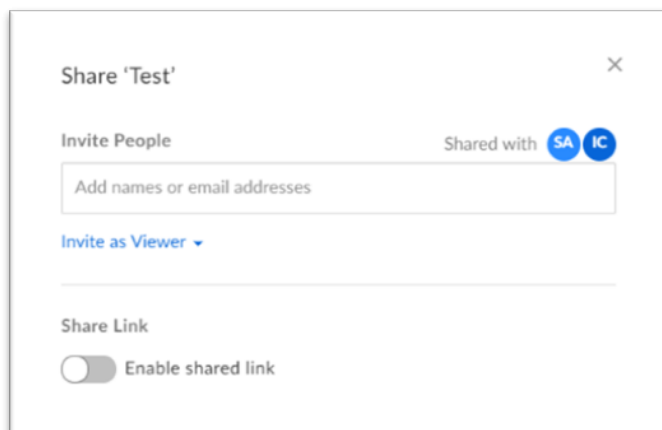 Share ‘Test’
Invite People
Shared with SA IC
Add names or email addresses
Invite as Viewer
Share Link
Enable shared link